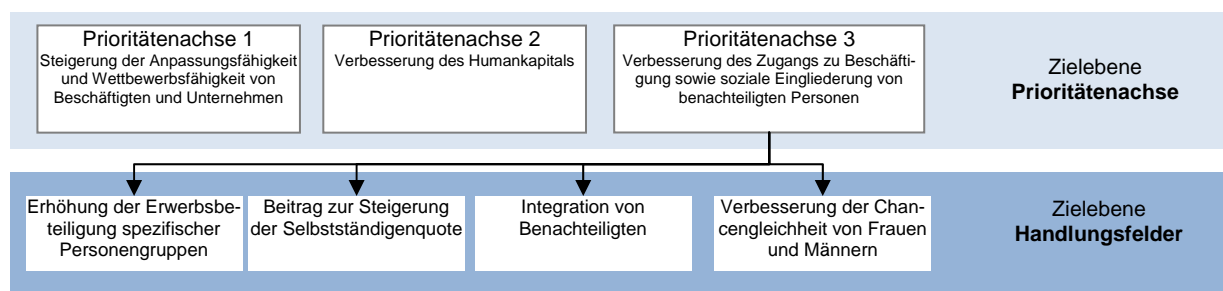 Prioritätenachse 1
Steigerung der Anpassungsfähigkeit
und Wettbewerbsfähigkeit von
Beschäftigten und Unternehmen
Prioritätenachse 2
Verbesserung des Humankapitals
Prioritätenachse 3
Verbesserung des Zugangs zu Beschäfti-
gung sowie soziale Eingliederung von
benachteiligten Personen
Zielebene
Prioritätenachse
Erhöhung der Erwerbsbe-
teiligung spezifischer
Personengruppen
Beitrag zur Steigerung
der Selbstständigenquote
Integration von
Benachteiligten
Verbesserung der Chan-
cengleichheit von Frauen
und Männern
Zielebene
Handlungsfelder